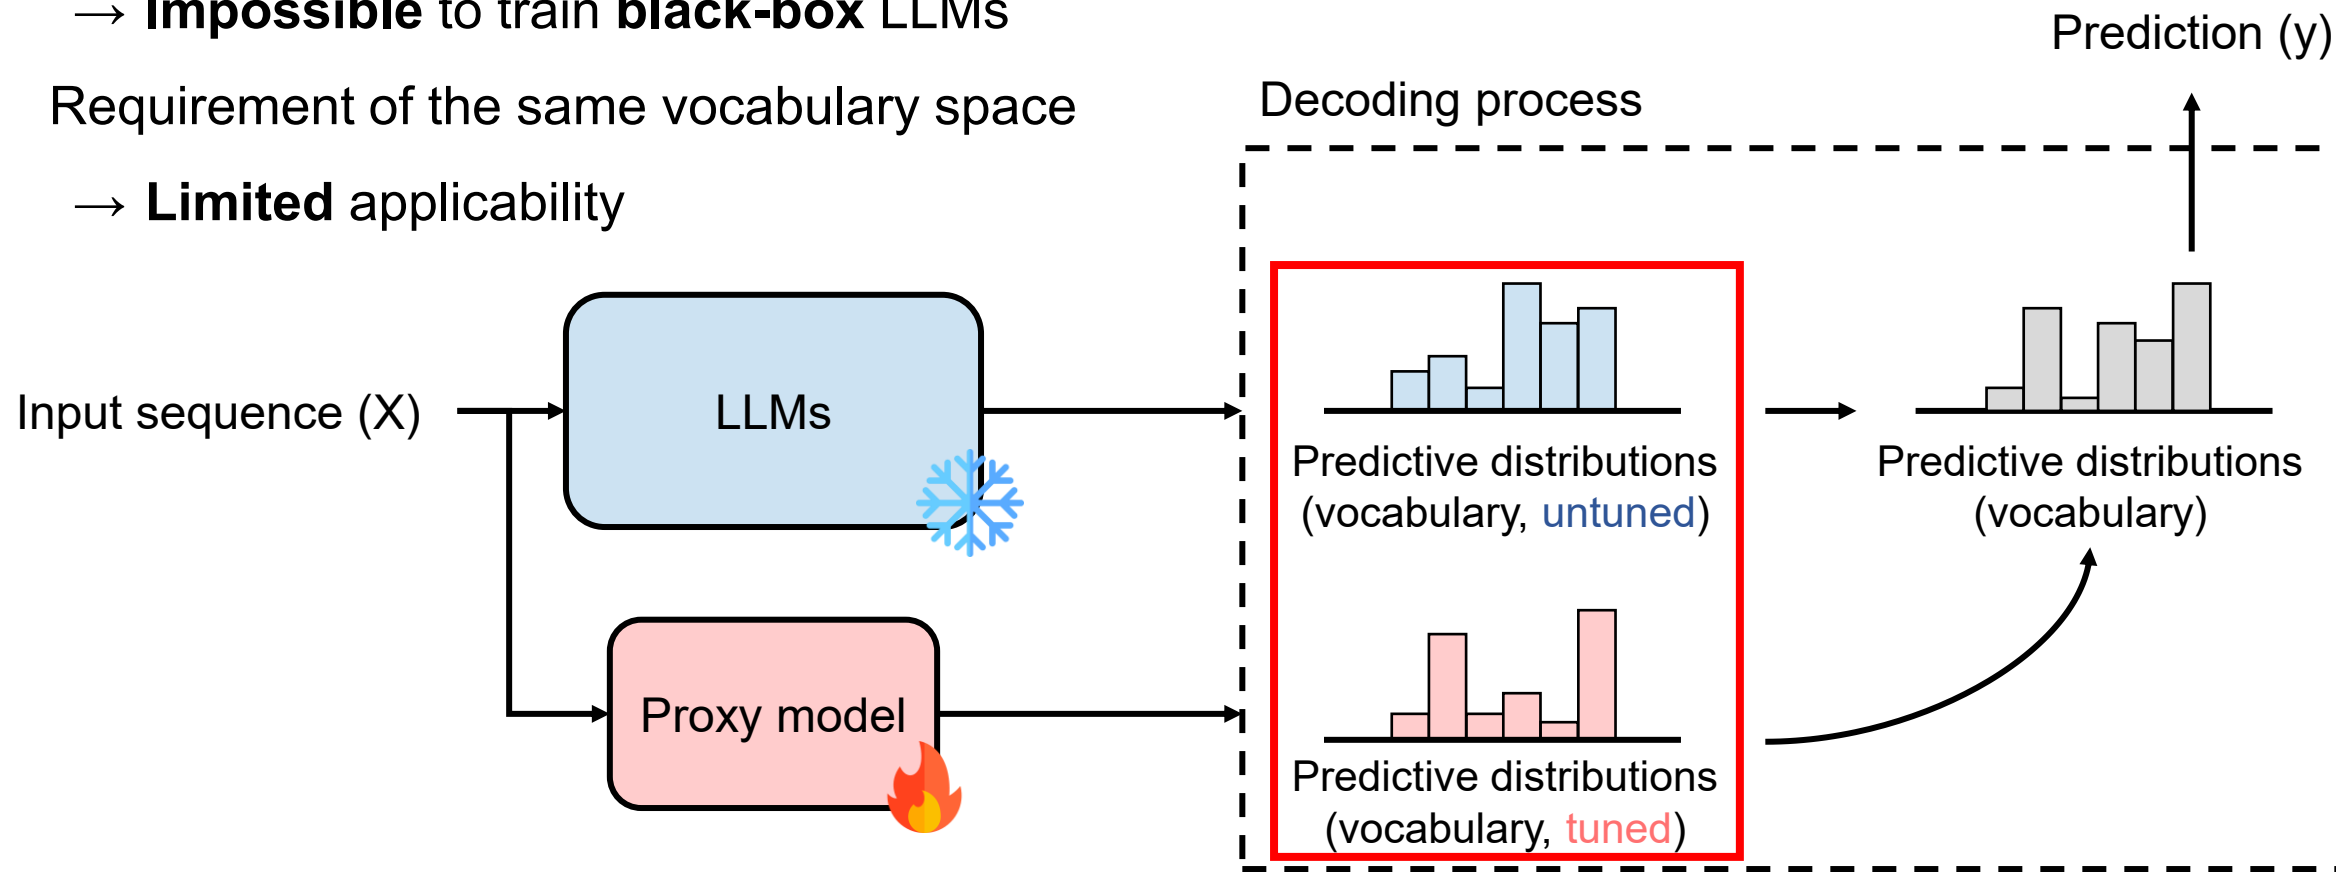 → Impossible to train black-box LLMs
Requirement of the same vocabulary space
→ Limited applicability
Prediction (y)
Decoding process
Input sequence (X)
LLMs
Proxy model
Predictive distributions
(vocabulary, untuned)
Predictive distributions
(vocabulary, tuned)
Predictive distributions
(vocabulary)